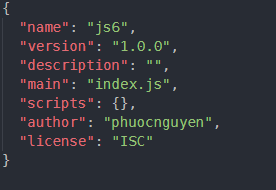 {
  "name": "js6",
  "version": "1.0.0",
  "description": "",
  "main": "index.js",
  "scripts": {},
  "author": "phuocnguyen",
  "license": "ISC"
}